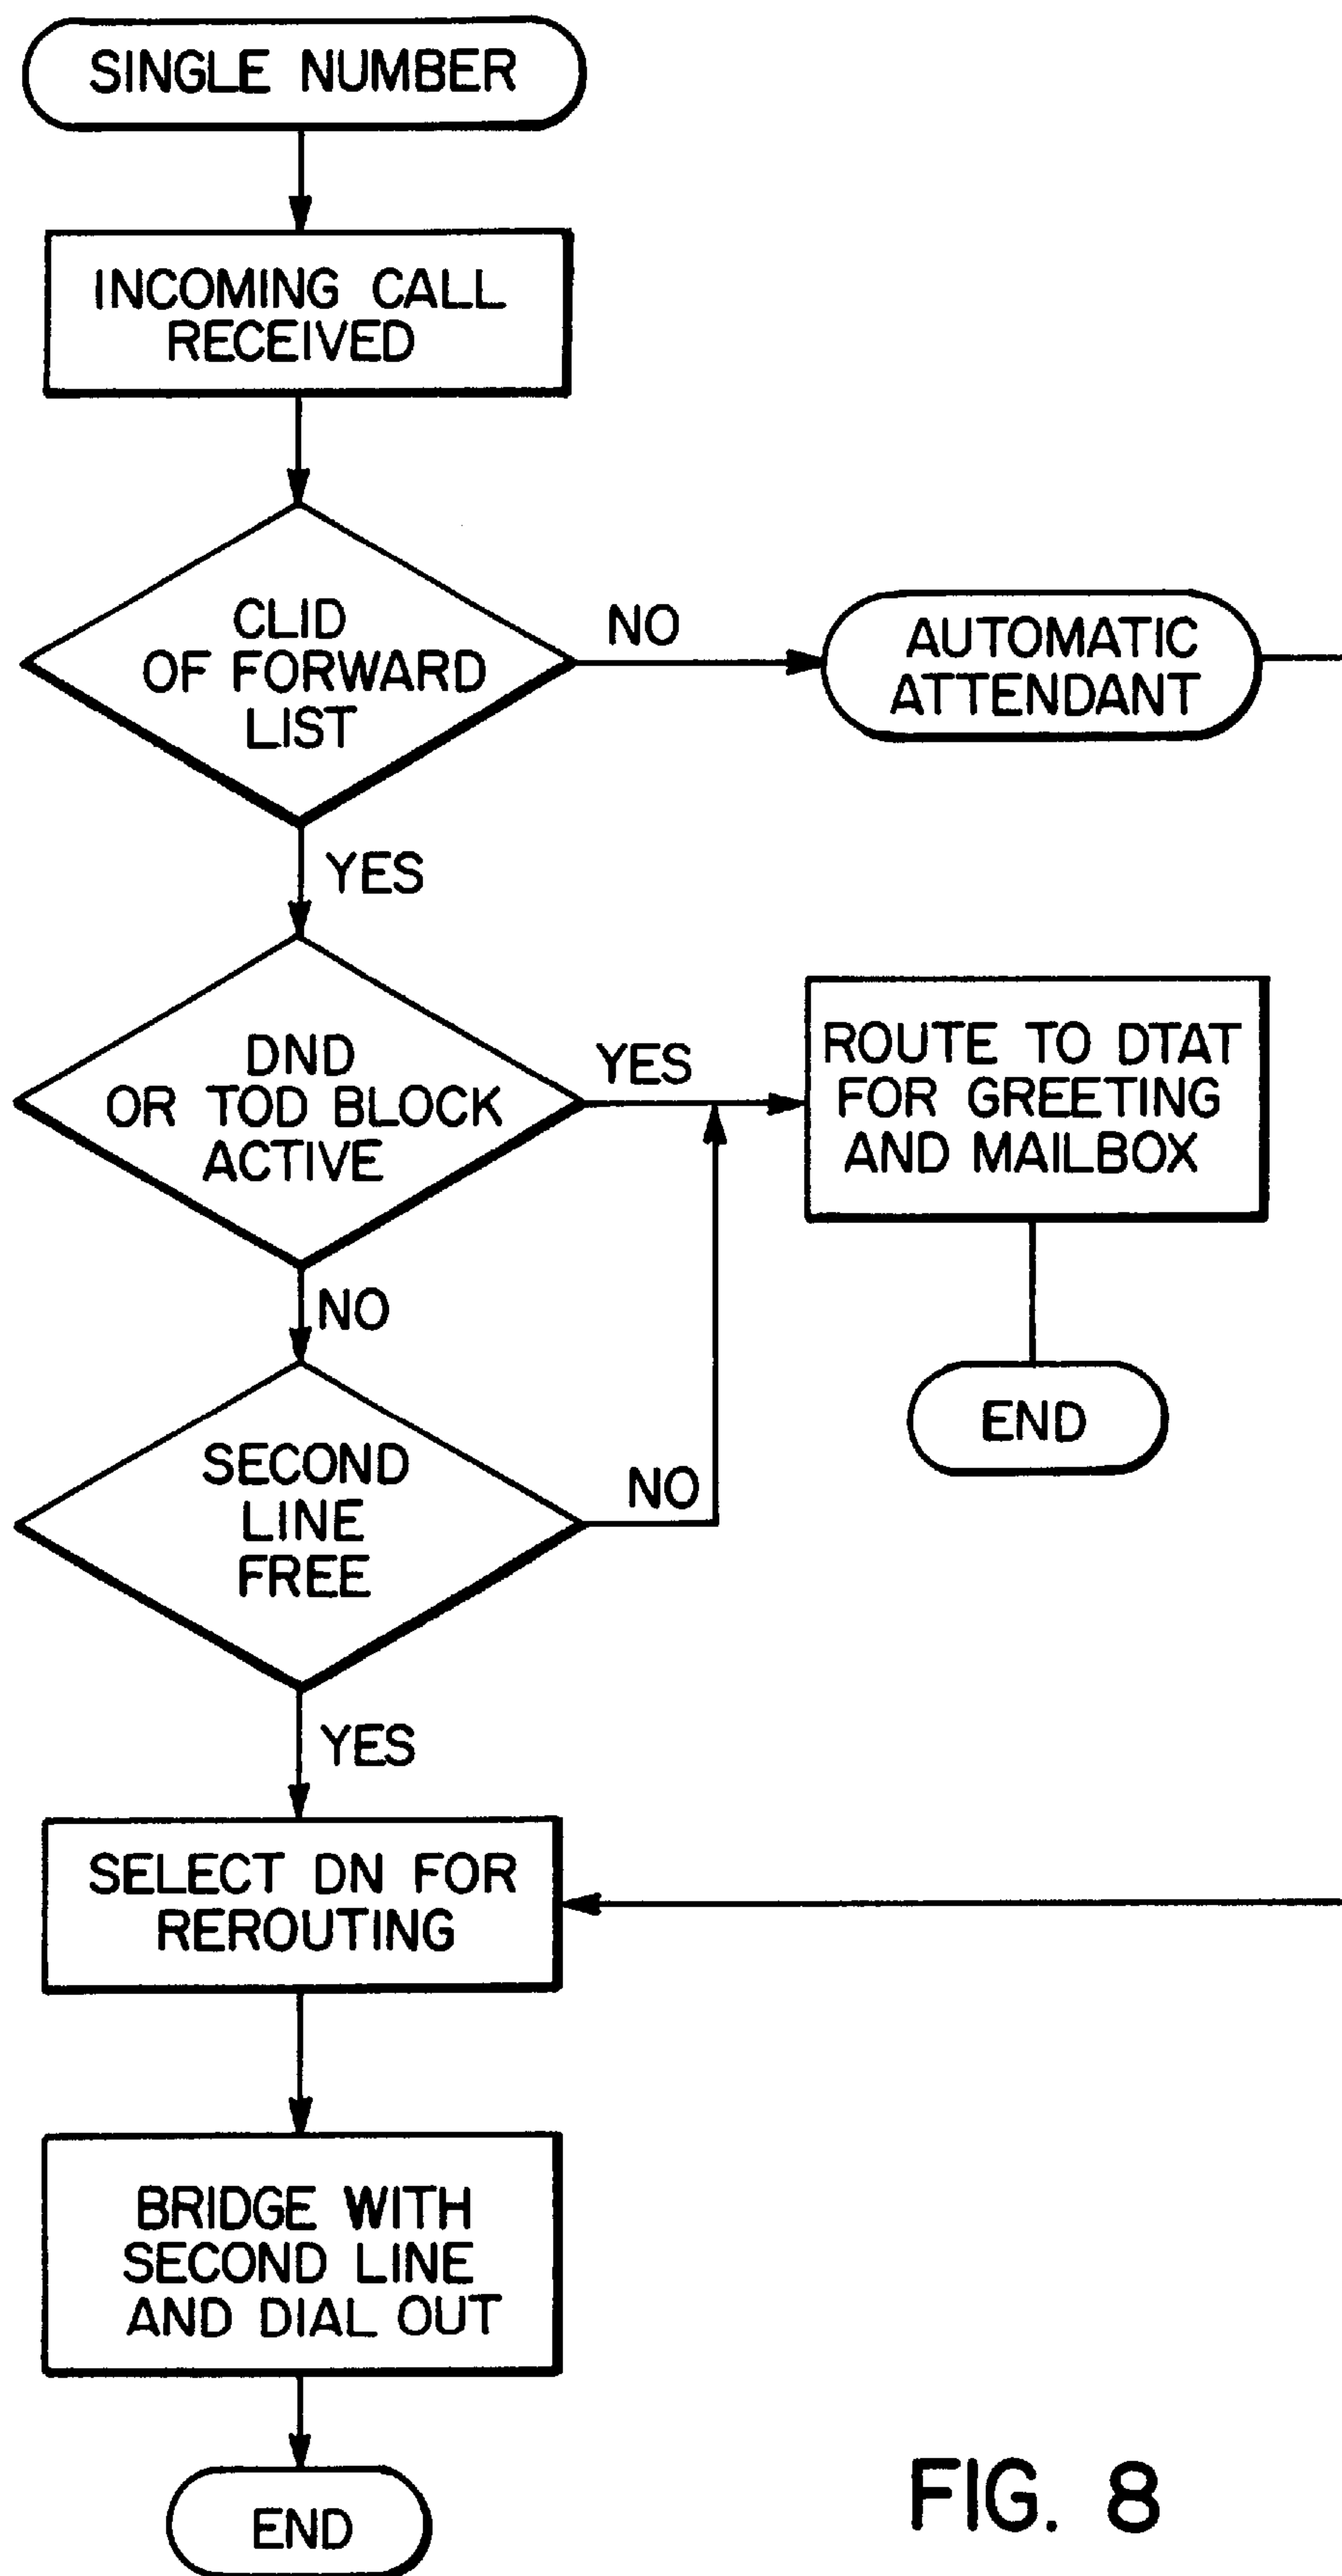 SINGLE NUMBER
INCOMING CALL
RECEIVED
CLID
OF FORWARD
LIST
NO
AUTOMATIC
ATTENDANT
YES
DND
OR TOD BLOCK
ACTIVE
YES
ROUTE TO DTAT
FOR GREETING
AND MAILBOX
NO
END
SECOND
LINE
FREE
NO
YES
SELECT DN FOR
REROUTING
BRIDGE WITH
SECOND LINE
AND DIAL OUT
END
FIG. 8